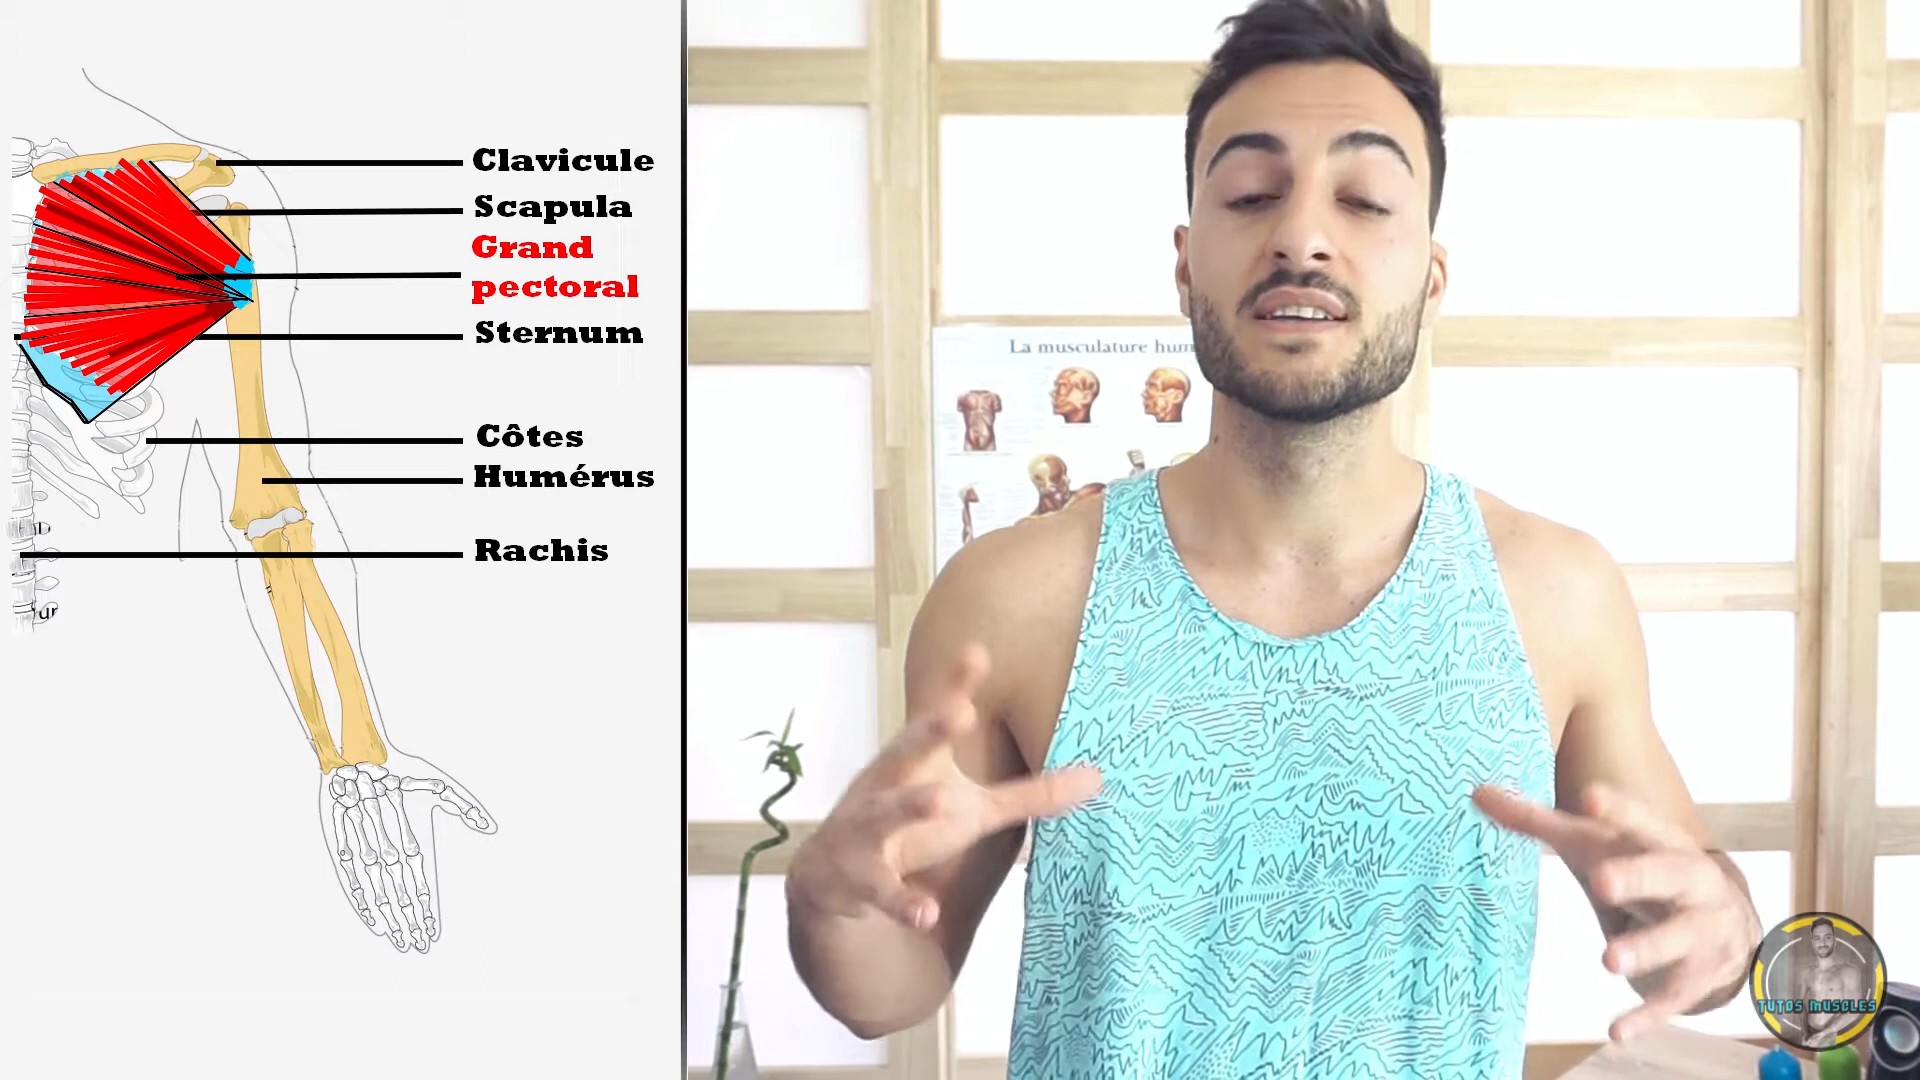 Clavicule
Scapula
Grand
pectoral
Sternum
Côtes
Humérus
Rachis
La musculature hum
TUTOS MUSCLES